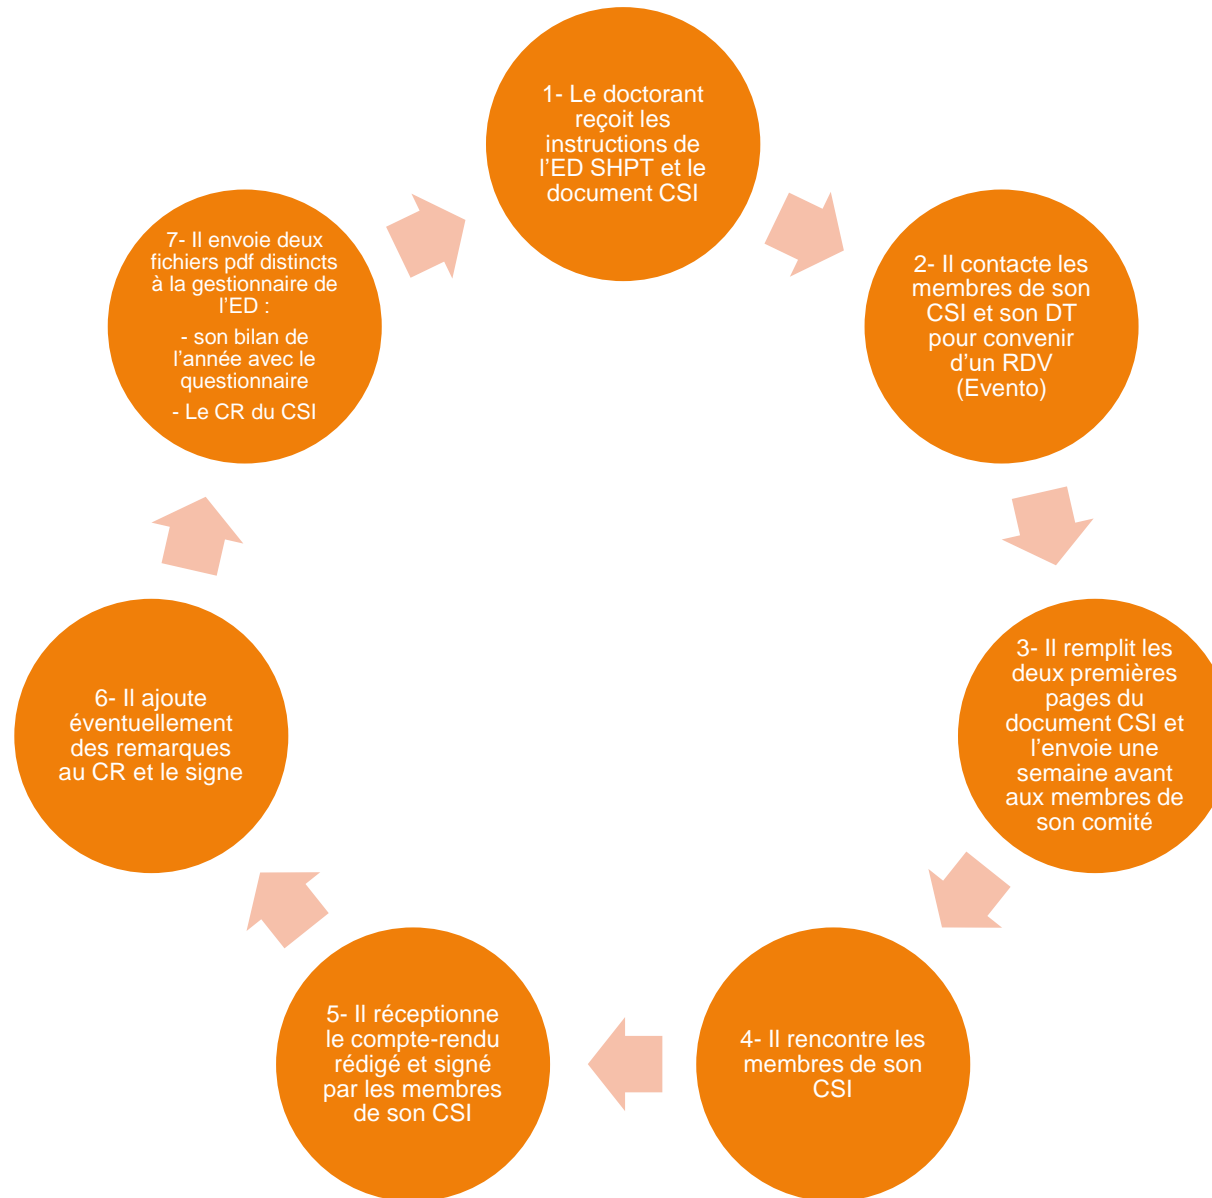 1- Le doctorant
reçoit les
instructions de
l’ED SHPT et le
document CSI
2- Il contacte les
membres de son
CSI et son DT
pour convenir
d’un RDV
(Evento)
3- Il remplit les
deux premières
pages du
document CSI et
l’envoie une
semaine avant
aux membres de
son comité
4- Il rencontre les
membres de son
CSI
5- Il réceptionne
le compte-rendu
rédigé et signé
par les membres
de son CSI
6- Il ajoute
éventuellement
des remarques
au CR et le signe
7- Il envoie deux
fichiers pdf distincts
à la gestionnaire de
l’ED :
- son bilan de
l’année avec le
questionnaire
- Le CR du CSI